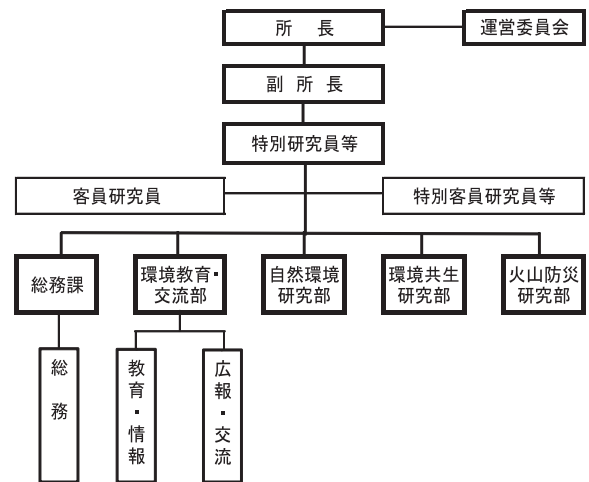 所　長
運営委員会
副 所 長
特別研究員等
客員研究員
特別客員研究員等
総務課
環境教育・
交流部
自然環境
研究部
環境共生
研究部
火山防災
研究部
総　務
教育・情報
広報・交流